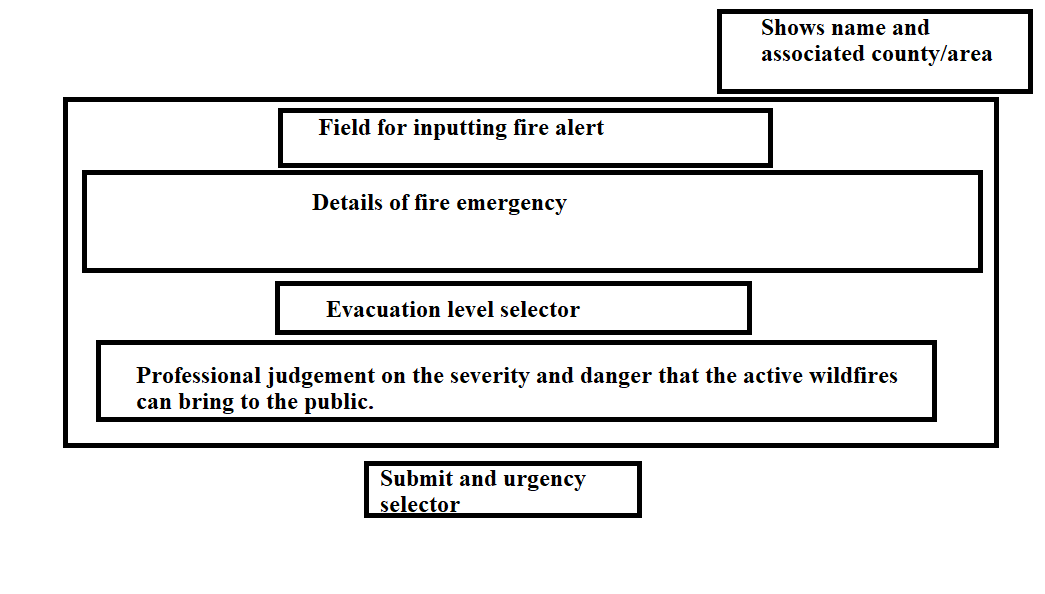 Shows name and
associated county/area
Field for inputting fire alert
Details of fire emergency
Evacuation level selector
Professional judgement on the severity and danger that the active wildfires
can bring to the public.
Submit and urgency
selector